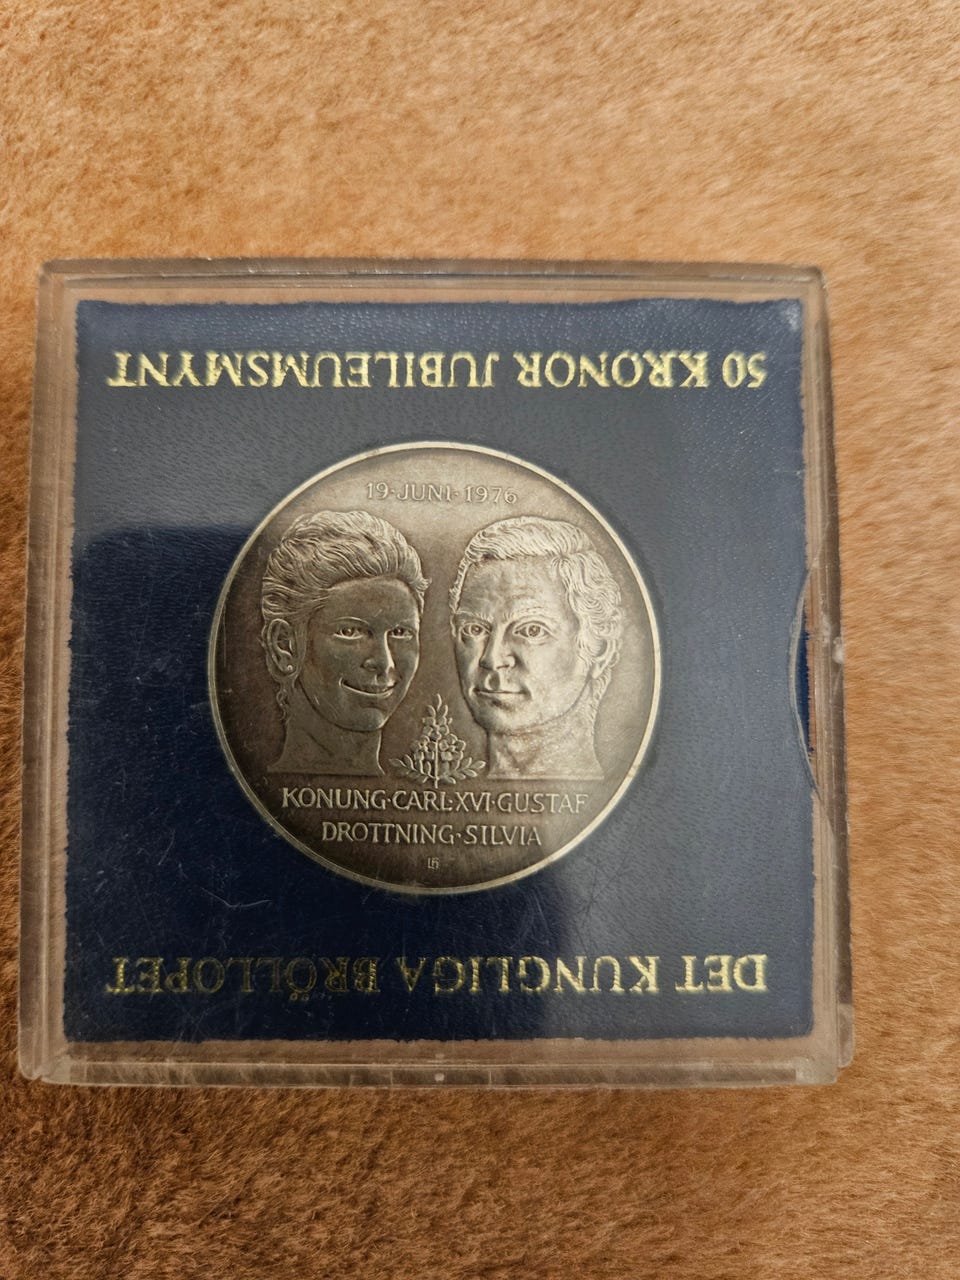 50 KRONOR JUBILEUMSMYNT
19·JUNI·1976
KONUNG·CARL·XVI·GUSTAF
DROTTNING·SILVIA
DET KUNGLIGA BRÖLLOPET